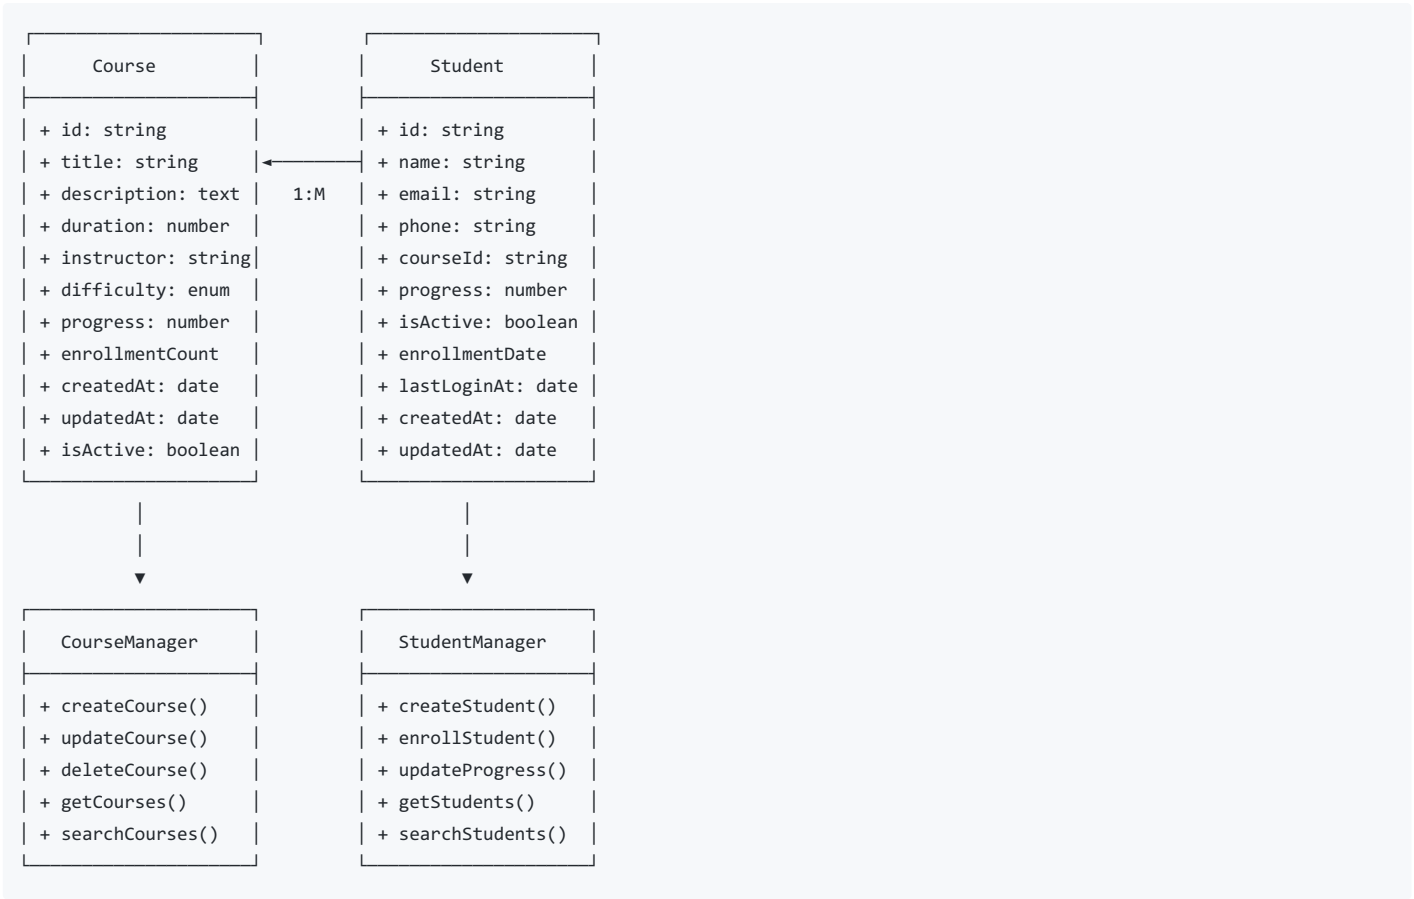 Course Student
+ id: string + id: string
+ title: string + name: string
+ description: text 1:M + email: string
+ duration: number + phone: string
+ instructor: string + courseId: string
+ difficulty: enum + progress: number
+ progress: number + isActive: boolean
+ enrollmentCount + enrollmentDate
+ createdAt: date + lastLoginAt: date
+ updatedAt: date + createdAt: date
+ isActive: boolean + updatedAt: date
CourseManager StudentManager
+ createCourse() + createStudent()
+ updateCourse() + enrollStudent()
+ deleteCourse() + updateProgress()
+ getCourses() + getStudents()
+ searchCourses() + searchStudents()